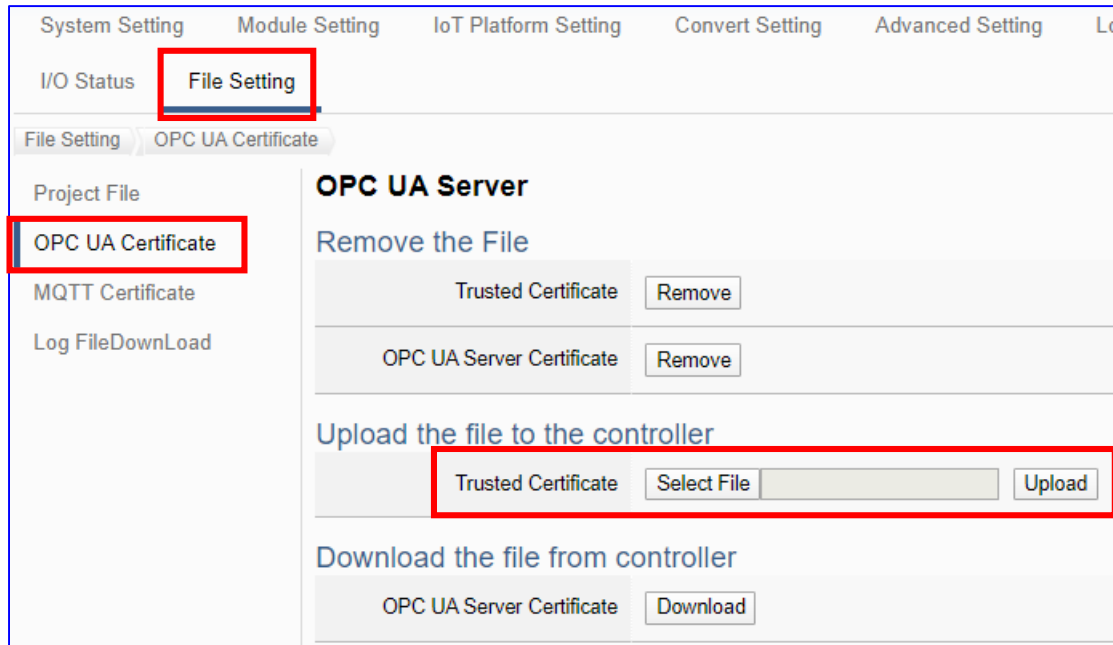 System Setting Module Setting IoT Platform Setting Convert Setting Advanced Setting
I/O Status File Setting
File Setting OPC UA Certificate
Project File
OPC UA Certificate
MQTT Certificate
Log FileDownLoad
OPC UA Server
Remove the File
Trusted Certificate Remove
OPC UA Server Certificate Remove
Upload the file to the controller
Trusted Certificate Select File Upload
Download the file from controller
OPC UA Server Certificate Download